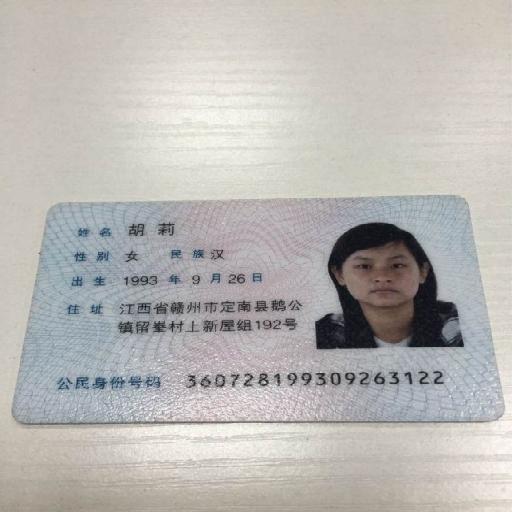 姓名 胡莉
性别 女 民族 汉
出生 1993 年 9 月 26 日
住址 江西省赣州市定南县鹅公
镇留輋村上新屋组192号
公民身份号码 360728199309263122